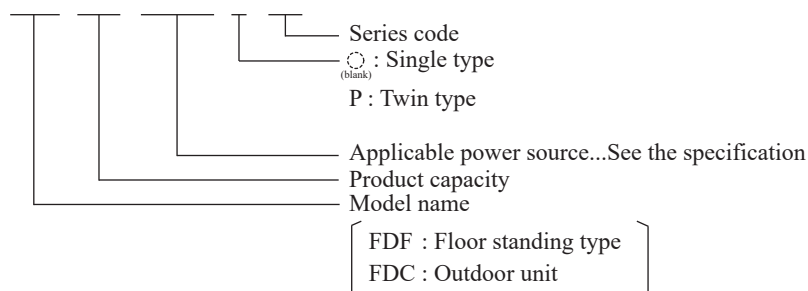 Series code
: Single type
(blank)
P : Twin type
Applicable power source...See the specification
Product capacity
Model name
FDF : Floor standing type
FDC : Outdoor unit